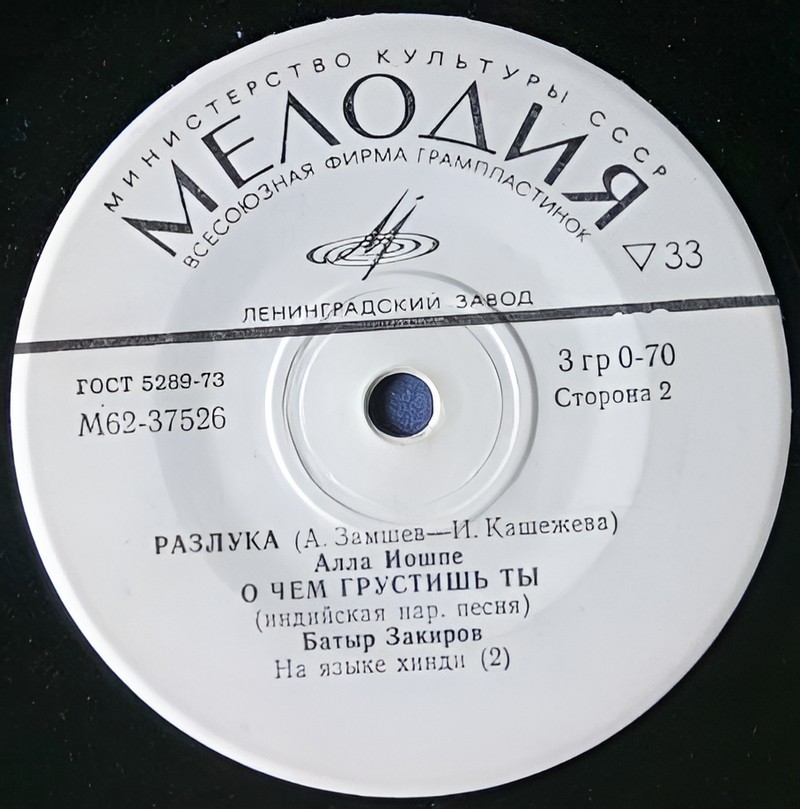 МИНИСТЕРСТВО КУЛЬТУРЫ СССР
МЕЛОДИЯ
ВСЕСОЮЗНАЯ ФИРМА ГРАМПЛАСТИНОК
▽33
ЛЕНИНГРАДСКИЙ ЗАВОД
ГОСТ 5289-73
3 гр 0-70
М62-37526
Сторона 2
РАЗЛУКА (А. Замшев—И. Кашежева)
Алла Иошпе
О ЧЕМ ГРУСТИШЬ ТЫ
(индийская нар. песня)
Батыр Закиров
На языке хинди (2)